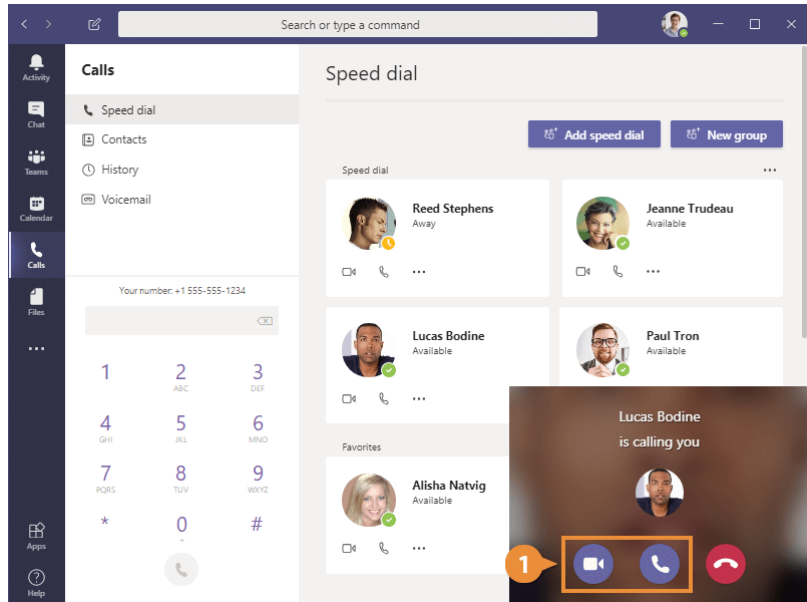 Search or type a command
Activity
Chat
Teams
Calendar
Calls
Files
Apps
Help
Calls
Speed dial
Contacts
History
Voicemail
Your number: +1 555-555-1234
1
2
ABC
3
DEF
4
GHI
5
JKL
6
MNO
7
PQRS
8
TUV
9
WXYZ
*
0
#
Speed dial
Add speed dial
New group
Speed dial
Reed Stephens
Away
Jeanne Trudeau
Available
Lucas Bodine
Available
Paul Tron
Available
Favorites
Alisha Natvig
Available
Lucas Bodine
is calling you
1